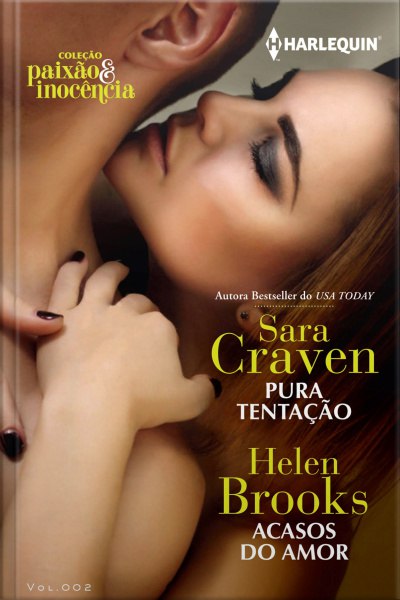 COLEÇÃO
paixão&
inocência
HARLEQUIN®
Autora Bestseller do USA TODAY
Sara
Craven
PURA
TENTAÇÃO
Helen
Brooks
ACASOS
DO AMOR
VOL.002